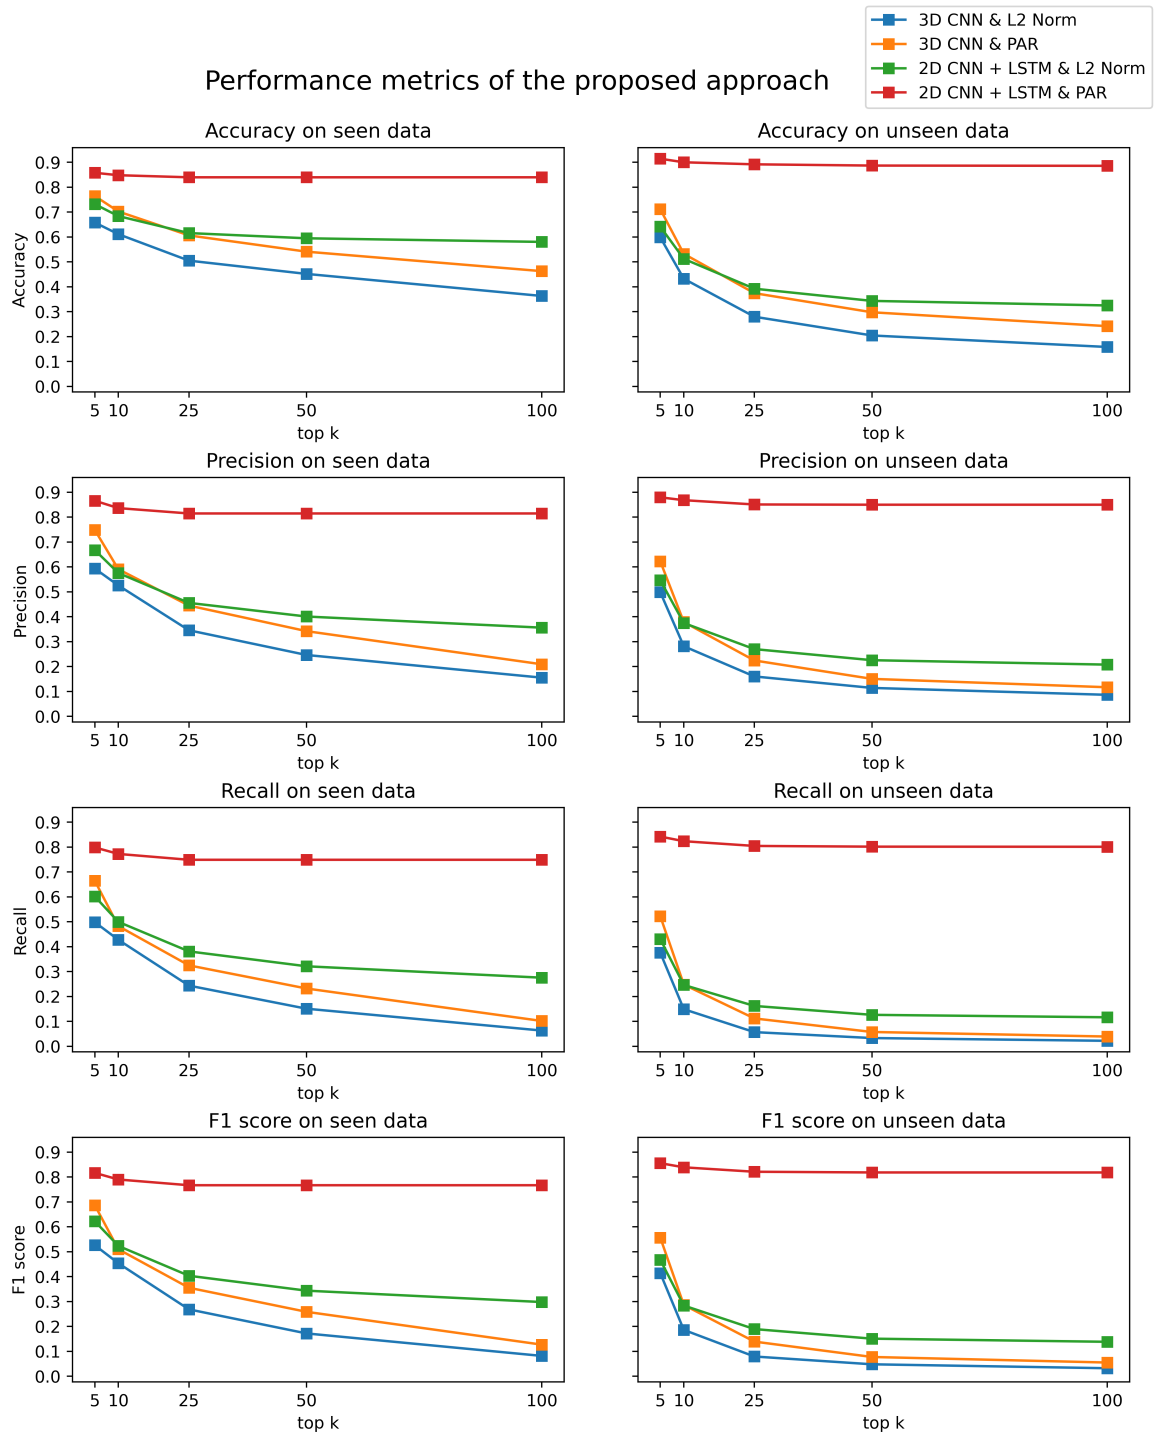 3D CNN & L2 Norm
3D CNN & PAR
2D CNN + LSTM & L2 Norm
2D CNN + LSTM & PAR
Performance metrics of the proposed approach
Accuracy on seen data
Accuracy
0.9
0.8
0.7
0.6
0.5
0.4
0.3
0.2
0.1
0.0
5 10 25 50 100
top k
Accuracy on unseen data
5 10 25 50 100
top k
Precision on seen data
Precision
0.9
0.8
0.7
0.6
0.5
0.4
0.3
0.2
0.1
0.0
5 10 25 50 100
top k
Precision on unseen data
5 10 25 50 100
top k
Recall on seen data
Recall
0.9
0.8
0.7
0.6
0.5
0.4
0.3
0.2
0.1
0.0
5 10 25 50 100
top k
Recall on unseen data
5 10 25 50 100
top k
F1 score on seen data
F1 score
0.9
0.8
0.7
0.6
0.5
0.4
0.3
0.2
0.1
0.0
5 10 25 50 100
top k
F1 score on unseen data
5 10 25 50 100
top k